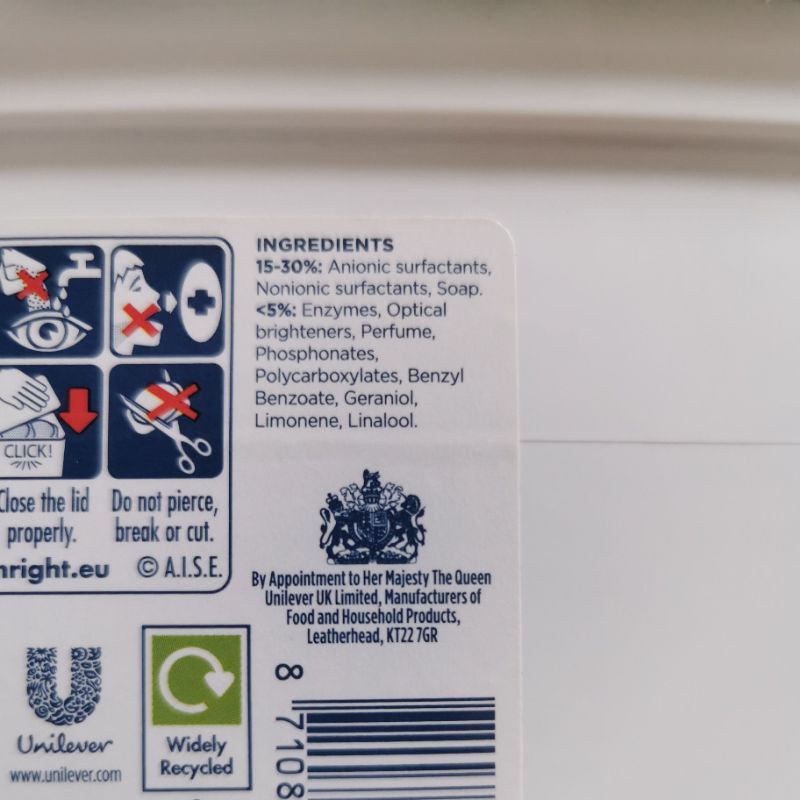 INGREDIENTS
15-30%: Anionic surfactants,
Nonionic surfactants, Soap.
<5%: Enzymes, Optical
brighteners, Perfume,
Phosphonates,
Polycarboxylates, Benzyl
Benzoate, Geraniol,
Limonene, Linalool.
CLICK!
Close the lid
properly.
Do not pierce,
break or cut.
nright.eu
© A.I.S.E.
By Appointment to Her Majesty The Queen
Unilever UK Limited, Manufacturers of
Food and Household Products,
Leatherhead, KT22 7GR
Unilever
www.unilever.com
Widely
Recycled
8 7108